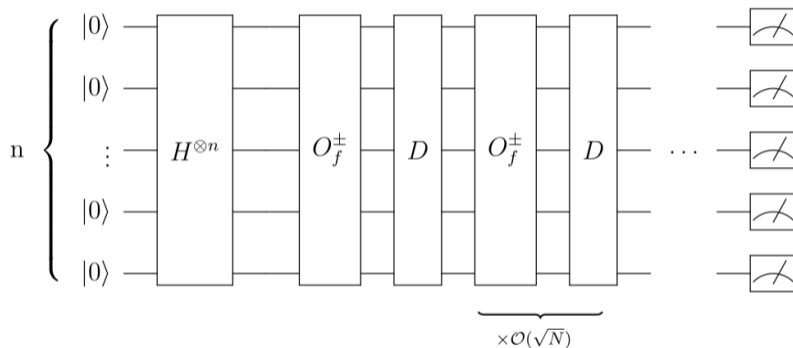 |0⟩
|0⟩
n ⋮ H^{⊗n} O_f^± D O_f^± D ⋯
|0⟩
|0⟩
×𝒪(√N)